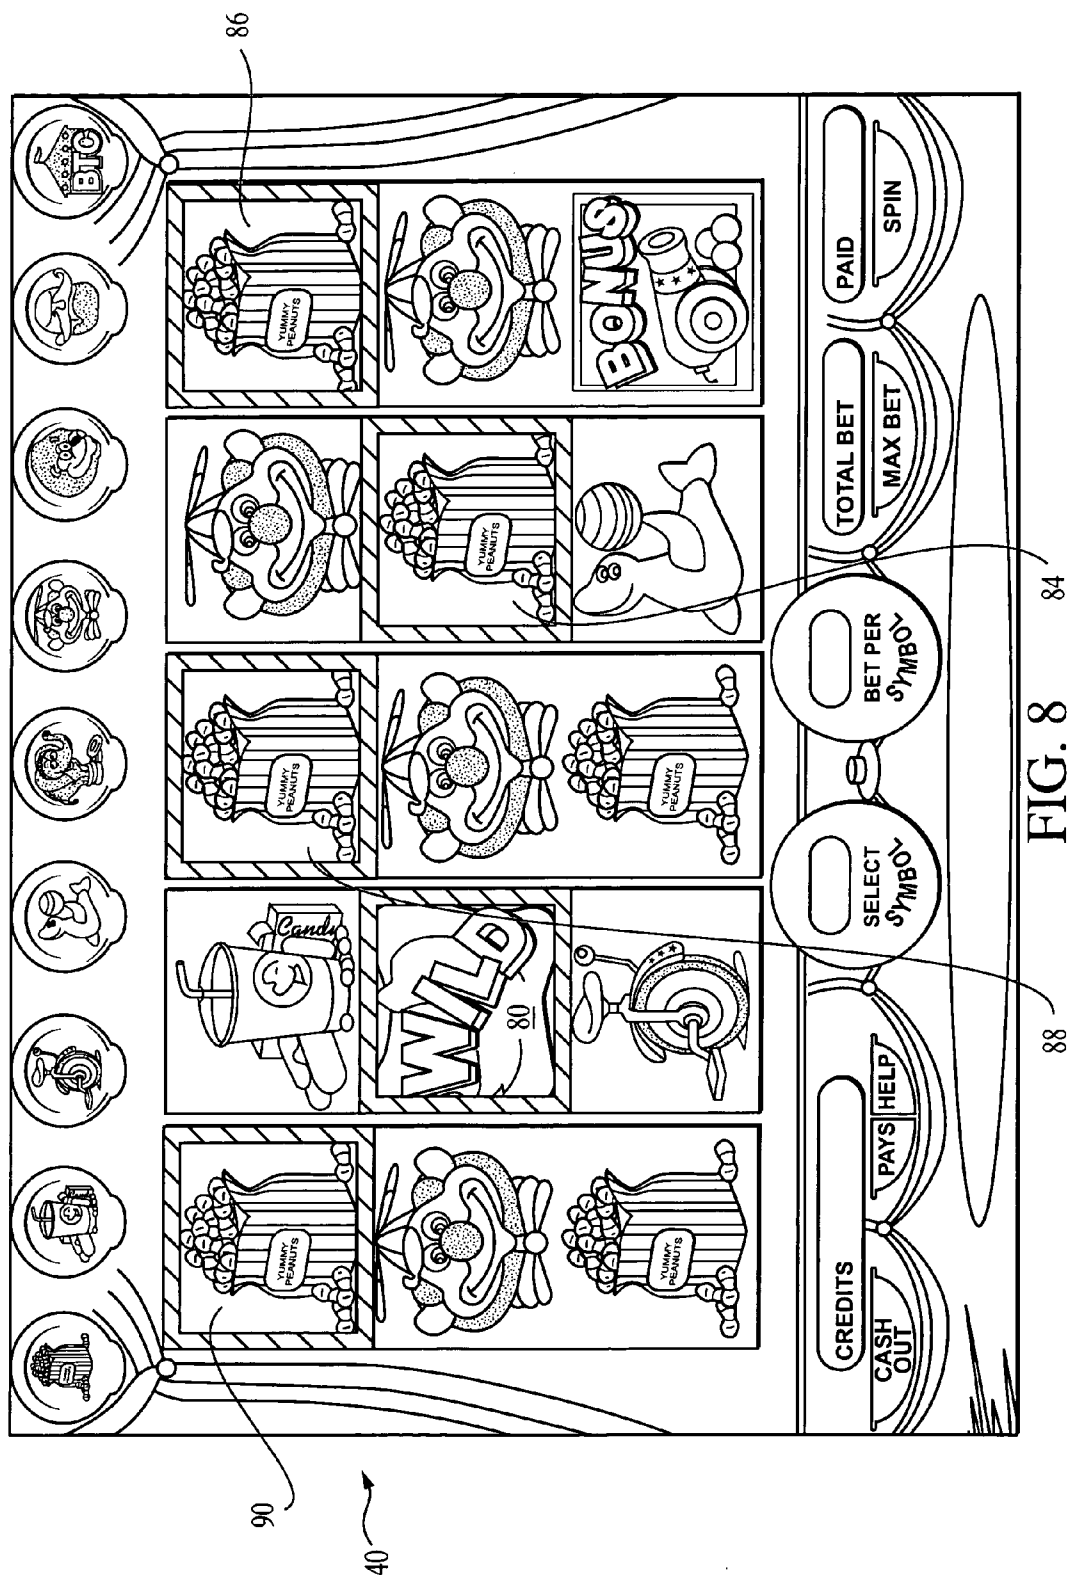 BTC
86
YUMMY
PEANUTS
Candy
YUMMY
PEANUTS
YUMMY
PEANUTS
YUMMY
PEANUTS
WILD
80
BONUS
YUMMY
PEANUTS
YUMMY
PEANUTS
90
40
CREDITS
TOTAL BET
PAID
CASH
OUT
PAYS
HELP
SELECT
SYMBOL
BET PER
SYMBOL
MAX BET
SPIN
88
84
FIG. 8